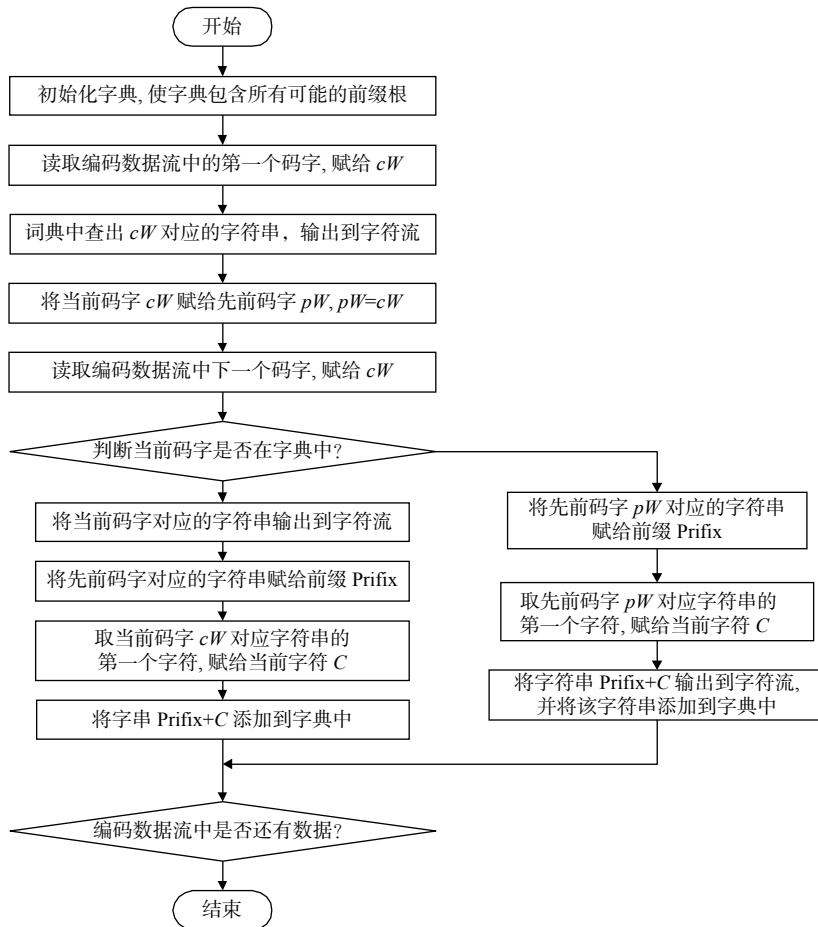 开始
初始化字典, 使字典包含所有可能的前缀根
读取编码数据流中的第一个码字, 赋给 cW
词典中查出 cW 对应的字符串，输出到字符流
将当前码字 cW 赋给先前码字 pW, pW=cW
读取编码数据流中下一个码字, 赋给 cW
判断当前码字是否在字典中?
将当前码字对应的字符串输出到字符流
将先前码字对应的字符串赋给前缀 Prifix
取当前码字 cW 对应字符串的
第一个字符, 赋给当前字符 C
将字串 Prifix+C 添加到字典中
将先前码字 pW 对应的字符串
赋给前缀 Prifix
取先前码字 pW 对应字符串的
第一个字符, 赋给当前字符 C
将字符串 Prifix+C 输出到字符流,
并将该字符串添加到字典中
编码数据流中是否还有数据?
结束